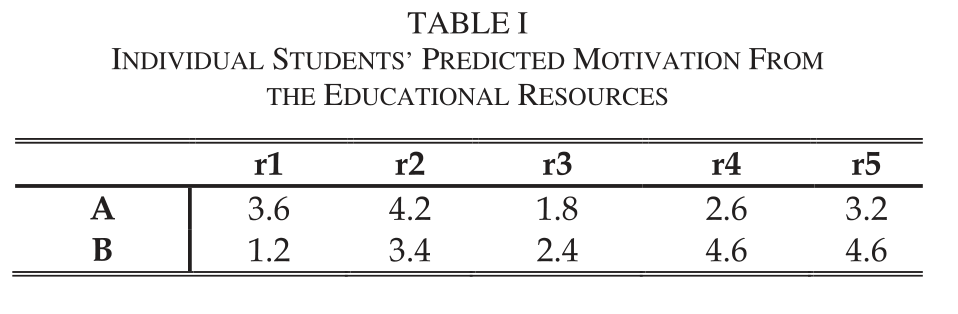 TABLE I
INDIVIDUAL STUDENTS’ PREDICTED MOTIVATION FROM
THE EDUCATIONAL RESOURCES
r1 r2 r3 r4 r5
A 3.6 4.2 1.8 2.6 3.2
B 1.2 3.4 2.4 4.6 4.6